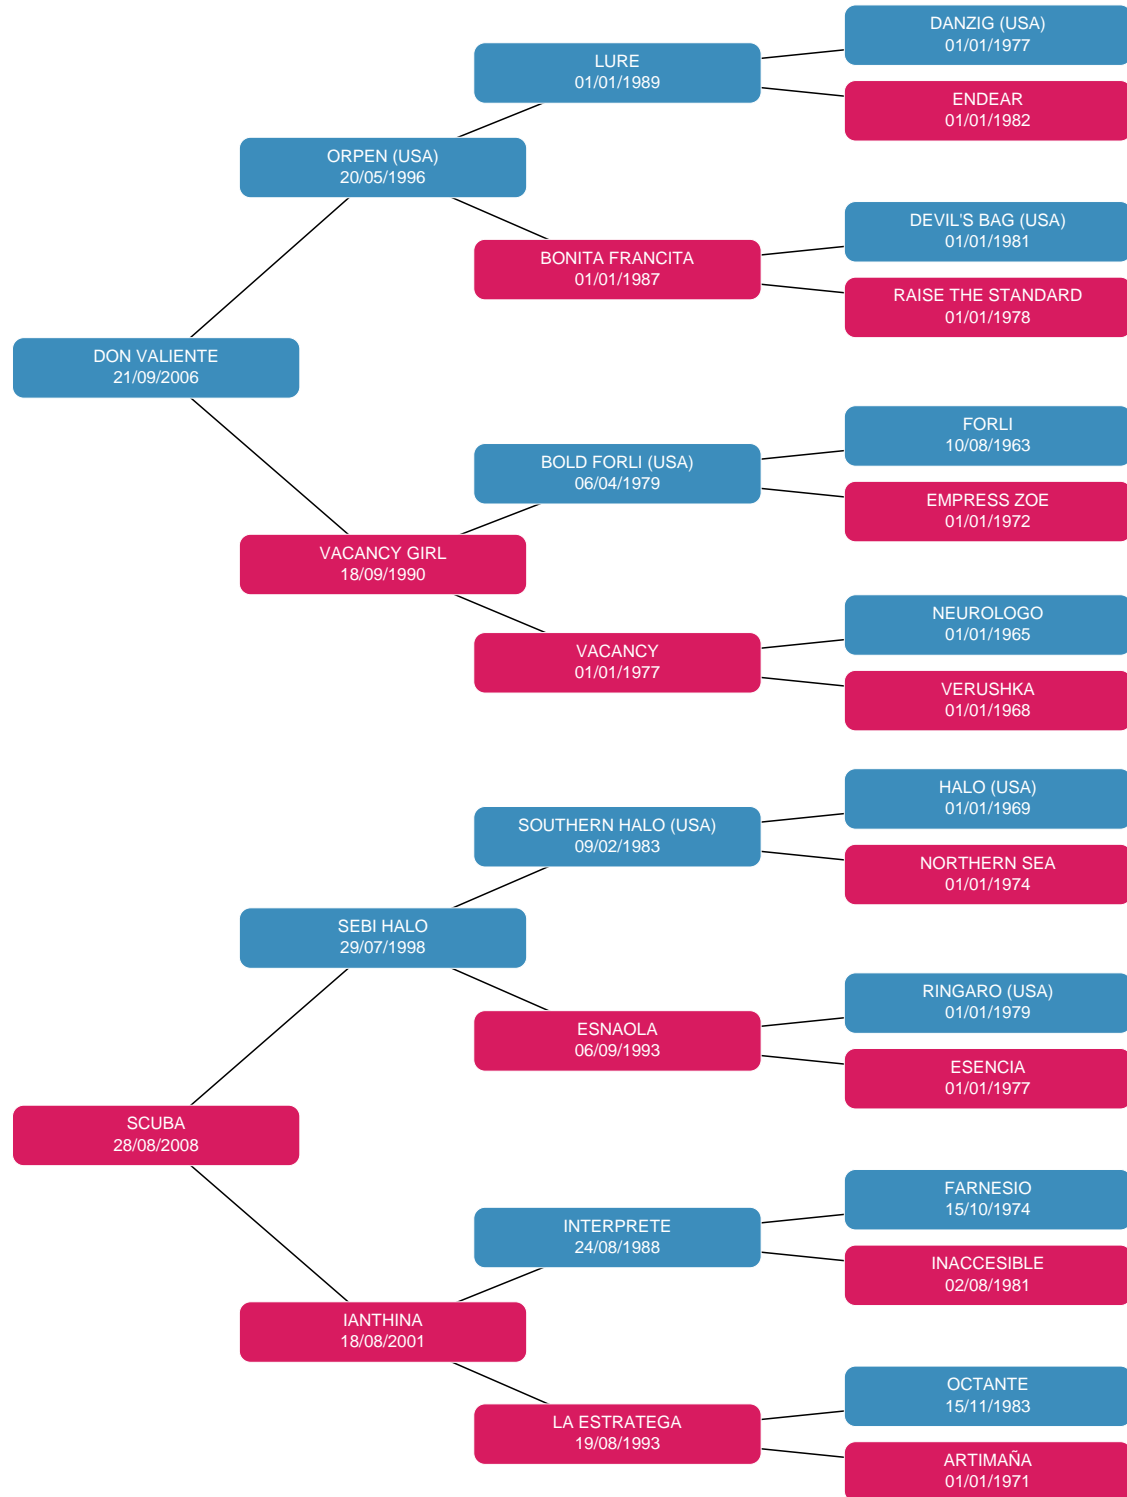 DANZIG (USA)
01/01/1977
LURE
01/01/1989
ENDEAR
01/01/1982
ORPEN (USA)
20/05/1996
DEVIL'S BAG (USA)
01/01/1981
BONITA FRANCITA
01/01/1987
RAISE THE STANDARD
01/01/1978
DON VALIENTE
21/09/2006
FORLI
10/08/1963
BOLD FORLI (USA)
06/04/1979
EMPRESS ZOE
01/01/1972
VACANCY GIRL
18/09/1990
NEUROLOGO
01/01/1965
VACANCY
01/01/1977
VERUSHKA
01/01/1968
HALO (USA)
01/01/1969
SOUTHERN HALO (USA)
09/02/1983
NORTHERN SEA
01/01/1974
SEBI HALO
29/07/1998
RINGARO (USA)
01/01/1979
ESNAOLA
06/09/1993
ESENCIA
01/01/1977
SCUBA
28/08/2008
FARNESIO
15/10/1974
INTERPRETE
24/08/1988
INACCESIBLE
02/08/1981
IANTHINA
18/08/2001
OCTANTE
15/11/1983
LA ESTRATEGA
19/08/1993
ARTIMAÑA
01/01/1971